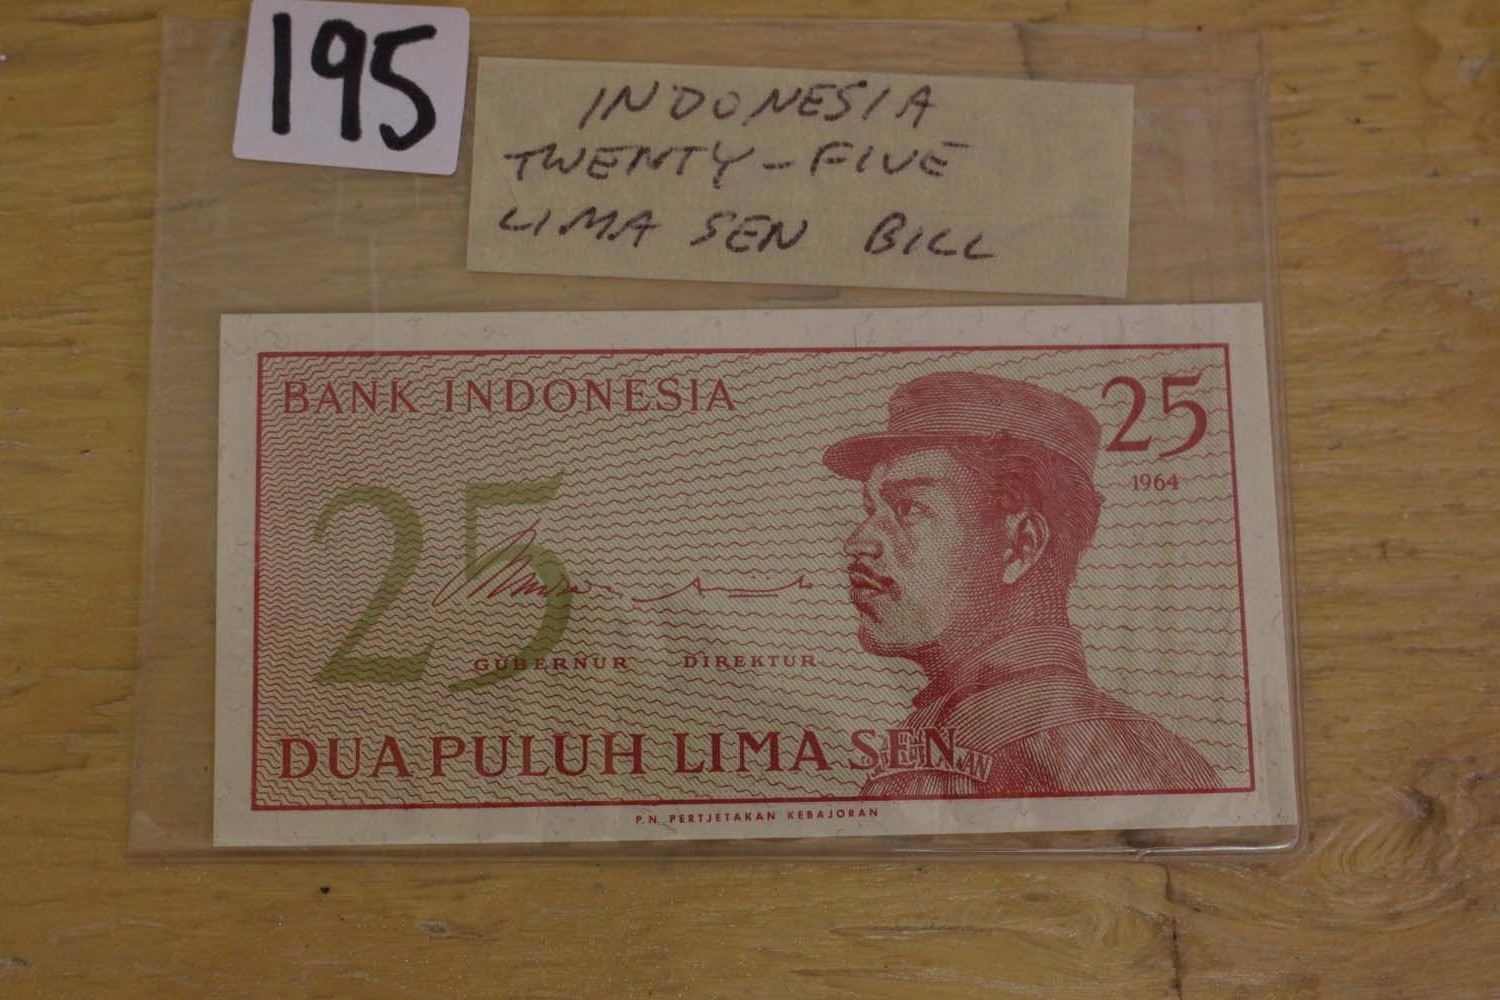 195
INDONESIA
TWENTY-FIVE
LIMA SEN BILL
BANK INDONESIA
25
1964
25
GUBERNUR DIREKTUR
DUA PULUH LIMA SEN
P.N. PERTJETAKAN KEBAJORAN